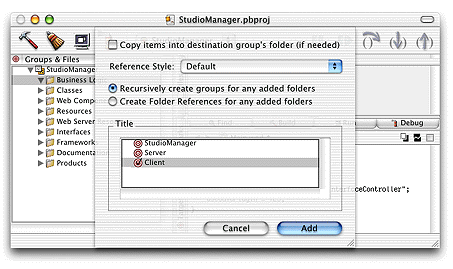 StudioManager.pbproj
Copy items into destination group's folder (if needed)
Reference Style: Default
Recursively create groups for any added folders
Create Folder References for any added folders
Groups & Files
StudioManager
Business Lo
Classes
Web Compon
Resources
Web Server
Interfaces
Framework
Documentation
Products
Debug
Title
StudioManager
Server
Client
nterfaceController";
Cancel
Add